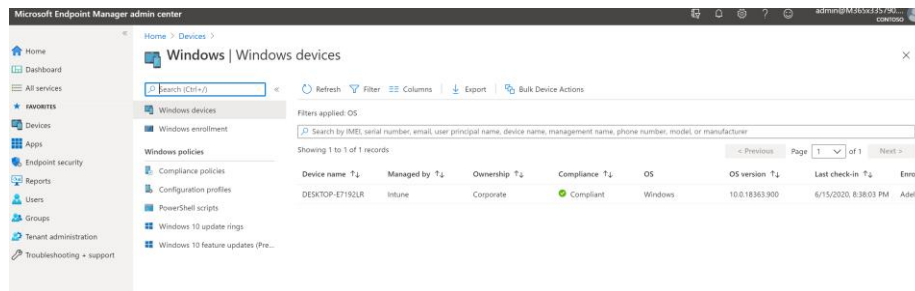 Microsoft Endpoint Manager admin center
admin@M365x335790....
CONTOSO
Home
Dashboard
All services
FAVORITES
Devices
Apps
Endpoint security
Reports
Users
Groups
Tenant administration
Troubleshooting + support
Home > Devices >
Windows | Windows devices
Search (Ctrl+/)
Windows devices
Windows enrollment
Windows policies
Compliance policies
Configuration profiles
PowerShell scripts
Windows 10 update rings
Windows 10 feature updates (Pre...
Refresh Filter Columns Export Bulk Device Actions
Filters applied: OS
Search by IMEI, serial number, email, user principal name, device name, management name, phone number, model, or manufacturer
Showing 1 to 1 of 1 records
< Previous Page 1 of 1 Next >
Device name Managed by Ownership Compliance OS OS version Last check-in Enro
DESKTOP-E7192LR Intune Corporate Compliant Windows 10.0.18363.900 6/15/2020, 8:38:03 PM Adel